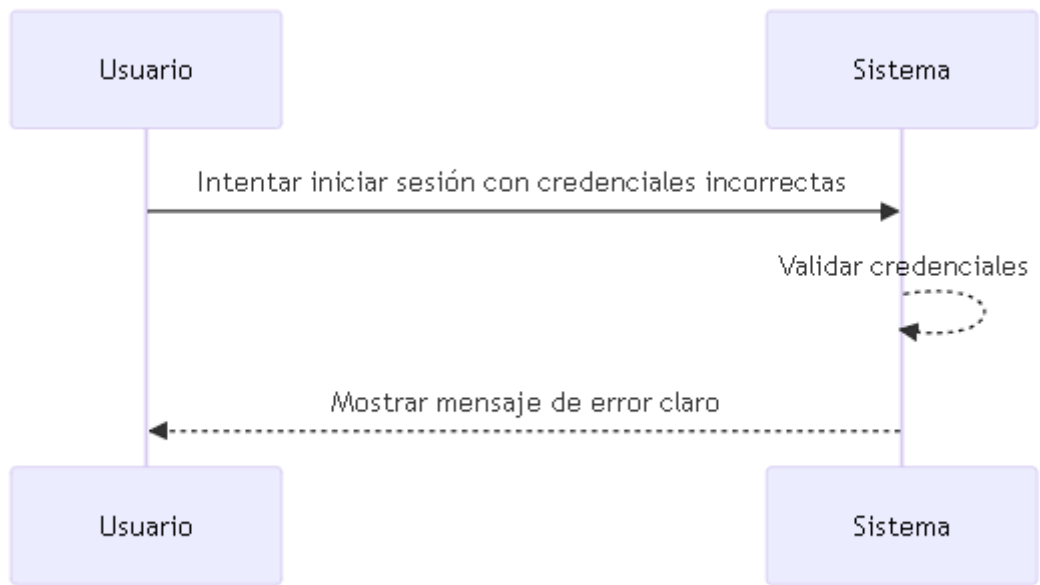 Usuario
Sistema
Intentar iniciar sesión con credenciales incorrectas
Validar credenciales
Mostrar mensaje de error claro
Usuario
Sistema